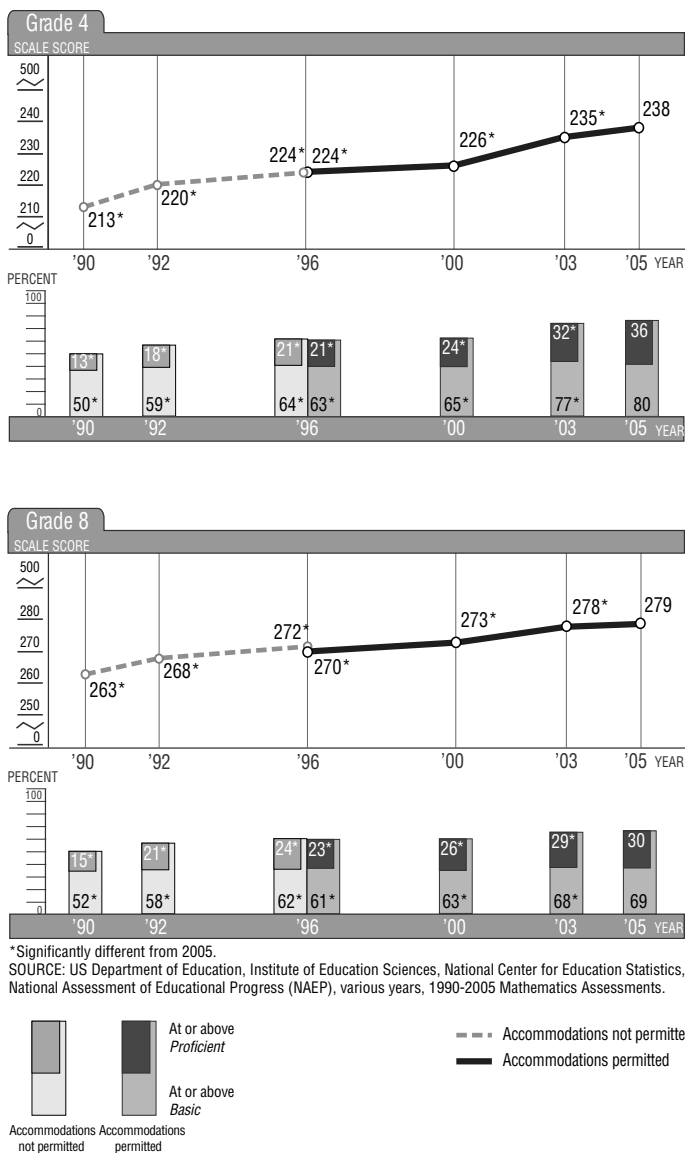 Grade 4
SCALE SCORE
500
240
230
220
210
0
213*
220*
224* 224*
226*
235*
238
'90 '92 '96 '00 '03 '05 YEAR
PERCENT
100
0
13* 18* 21* 21* 24* 32* 36
50* 59* 64* 63* 65* 77* 80
'90 '92 '96 '00 '03 '05 YEAR
Grade 8
SCALE SCORE
500
280
270
260
250
0
263*
268*
272*
270*
273*
278*
279
'90 '92 '96 '00 '03 '05 YEAR
PERCENT
100
0
15* 21* 24* 23* 26* 29* 30
52* 58* 62* 61* 63* 68* 69
'90 '92 '96 '00 '03 '05 YEAR
*Significantly different from 2005.
SOURCE: US Department of Education, Institute of Education Sciences, National Center for Education Statistics,
National Assessment of Educational Progress (NAEP), various years, 1990-2005 Mathematics Assessments.
At or above
Proficient
At or above
Basic
Accommodations not permitted
Accommodations permitted
Accommodations not permitte
Accommodations permitted